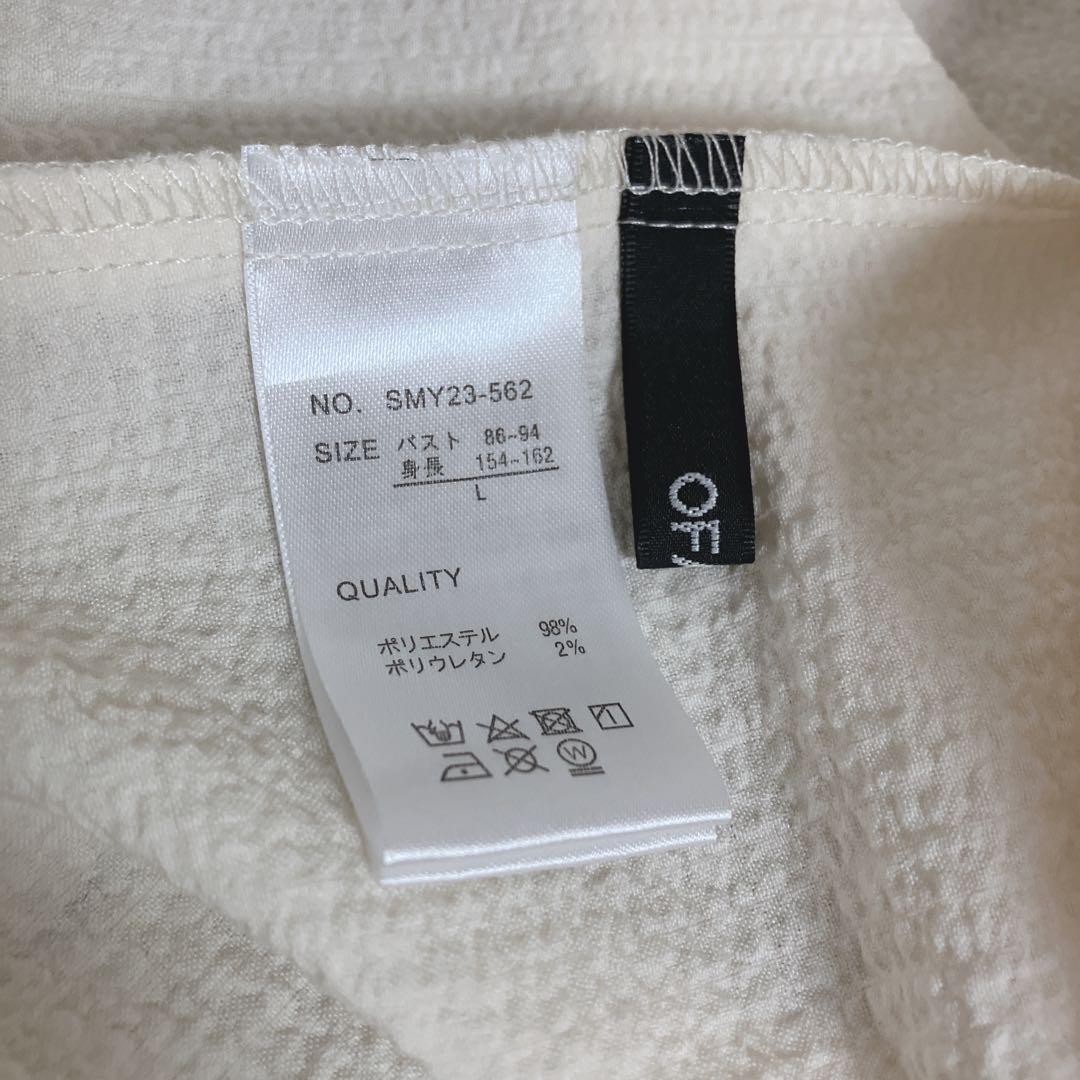 NO. SMY23-562
SIZE バスト 86~94
身長 154~162
L
QUALITY
ポリエステル 98%
ポリウレタン 2%
W
OF